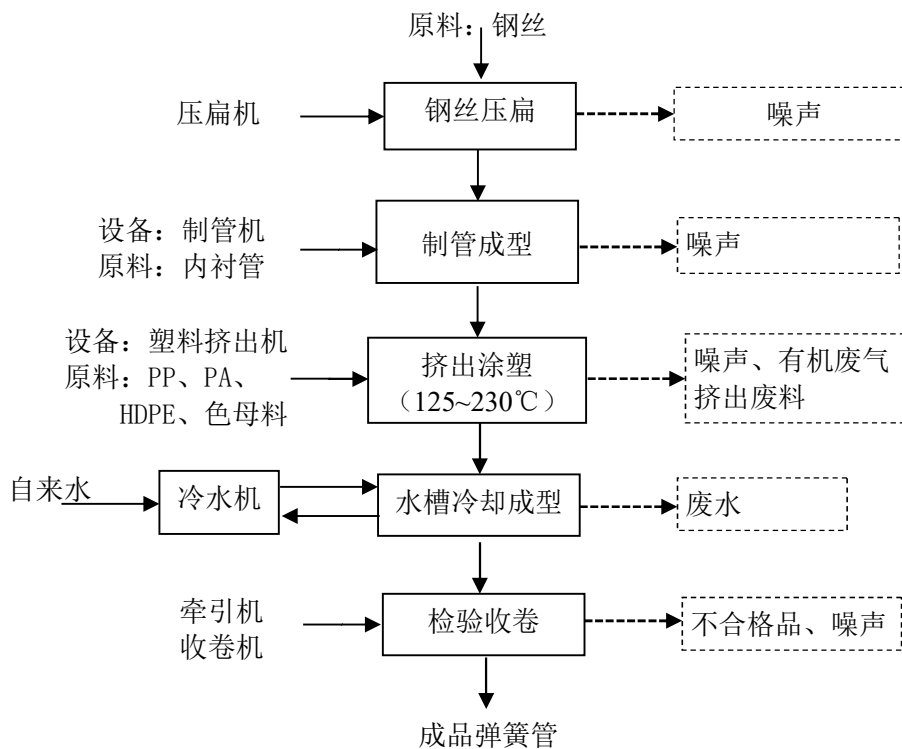 原料：钢丝
压扁机
钢丝压扁
噪声
设备：制管机
原料：内衬管
制管成型
噪声
设备：塑料挤出机
原料：PP、PA、
HDPE、色母料
挤出涂塑
（125~230℃）
噪声、有机废气
挤出废料
自来水
冷水机
水槽冷却成型
废水
牵引机
收卷机
检验收卷
不合格品、噪声
成品弹簧管